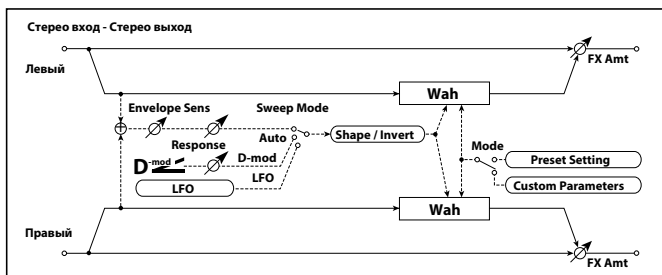 Стерео вход - Стерео выход
Левый
FX Amt
Wah
Envelope Sens
Sweep Mode
Auto
Shape / Invert
Response
D-mod
D-mod
LFO
LFO
Mode
Preset Setting
Custom Parameters
Wah
Правый
FX Amt